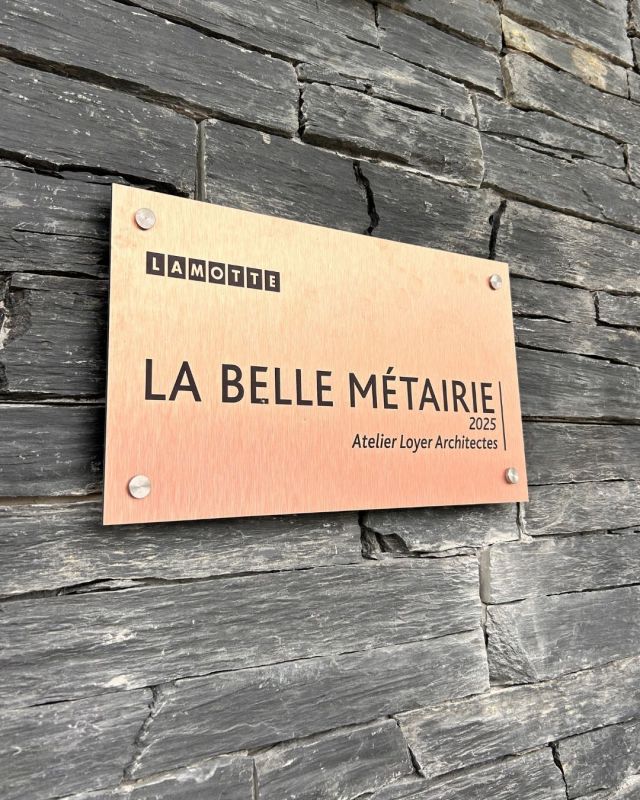 LAMOTTE
LA BELLE MÉTAIRIE
2025
Atelier Loyer Architectes